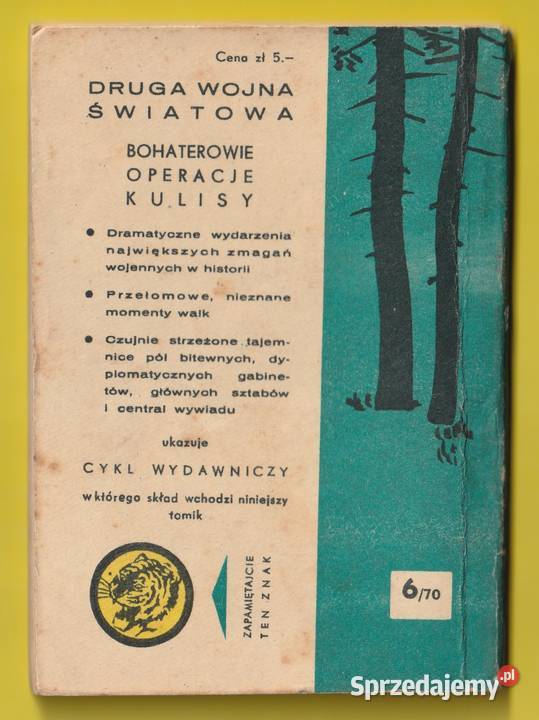 Cena zł 5.–
DRUGA WOJNA
ŚWIATOWA
BOHATEROWIE
OPERACJE
KULISY
● Dramatyczne wydarzenia
największych zmagań
wojennych w historii
● Przełomowe, nieznane
momenty walk
● Czujnie strzeżone tajem-
nice pól bitewnych, dy-
plomatycznych gabine-
tów, głównych sztabów
i central wywiadu
ukazuje
CYKL WYDAWNICZY
w którego skład wchodzi niniejszy
tomik
ZAPAMIĘTAJCIE
TEN ZNAK
6/70
Sprzedajemy.pl